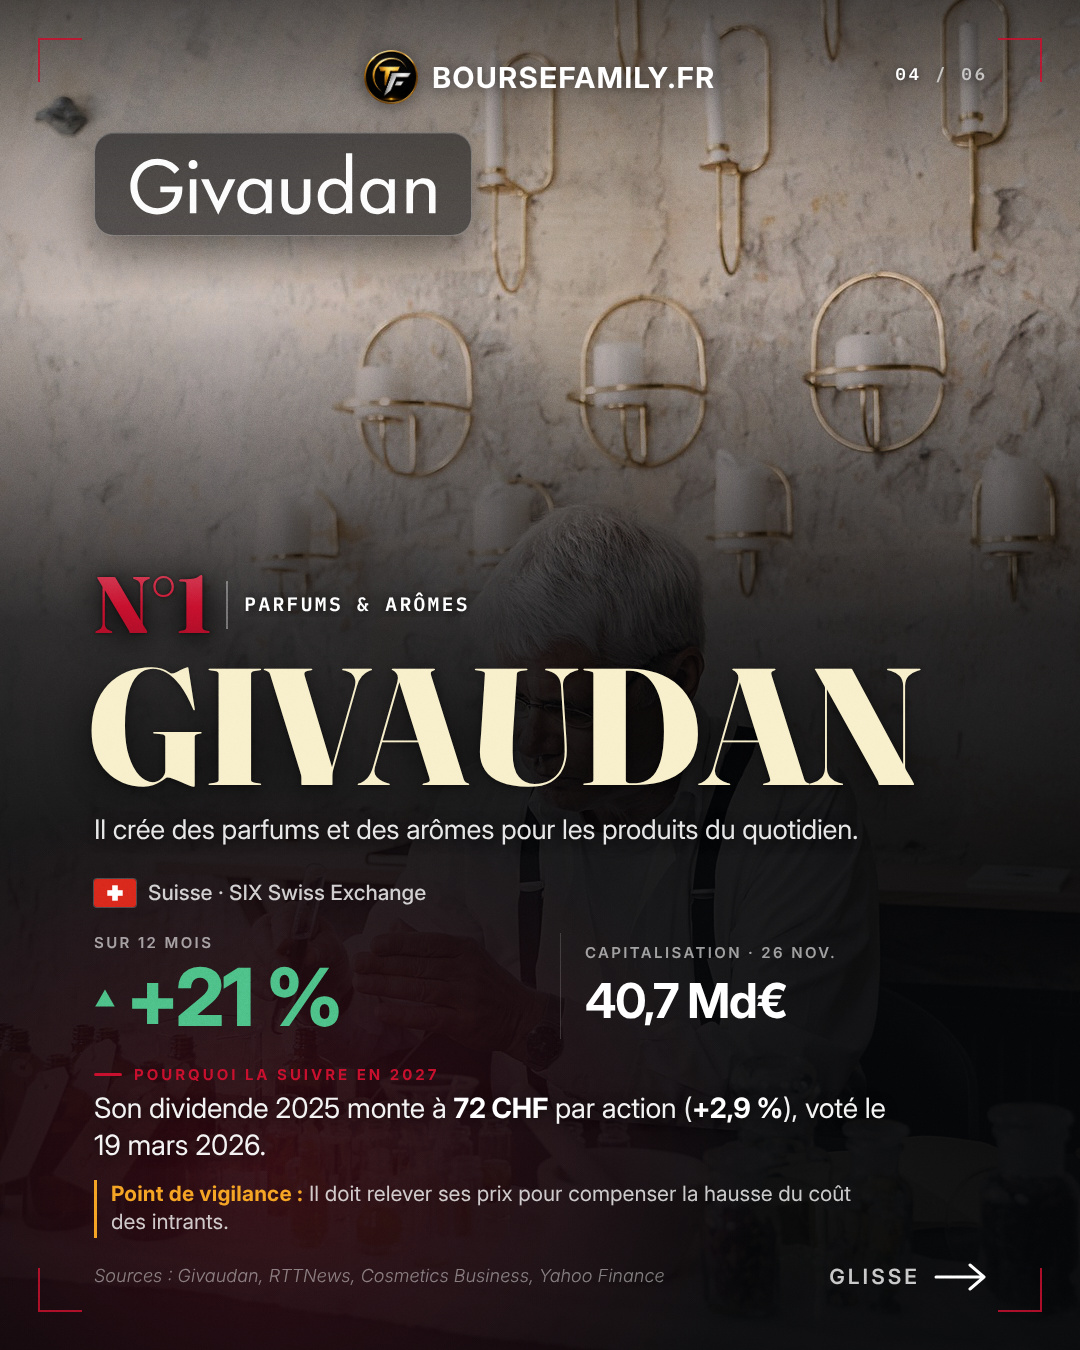 BOURSEFAMILY.FR
04 / 06
Givaudan
N°1
PARFUMS & ARÔMES
GIVAUDAN
Il crée des parfums et des arômes pour les produits du quotidien.
Suisse · SIX Swiss Exchange
SUR 12 MOIS
+21 %
CAPITALISATION · 26 NOV.
40,7 Md€
POURQUOI LA SUIVRE EN 2027
Son dividende 2025 monte à 72 CHF par action (+2,9 %), voté le
19 mars 2026.
Point de vigilance : Il doit relever ses prix pour compenser la hausse du coût
des intrants.
Sources : Givaudan, RTTNews, Cosmetics Business, Yahoo Finance
GLISSE